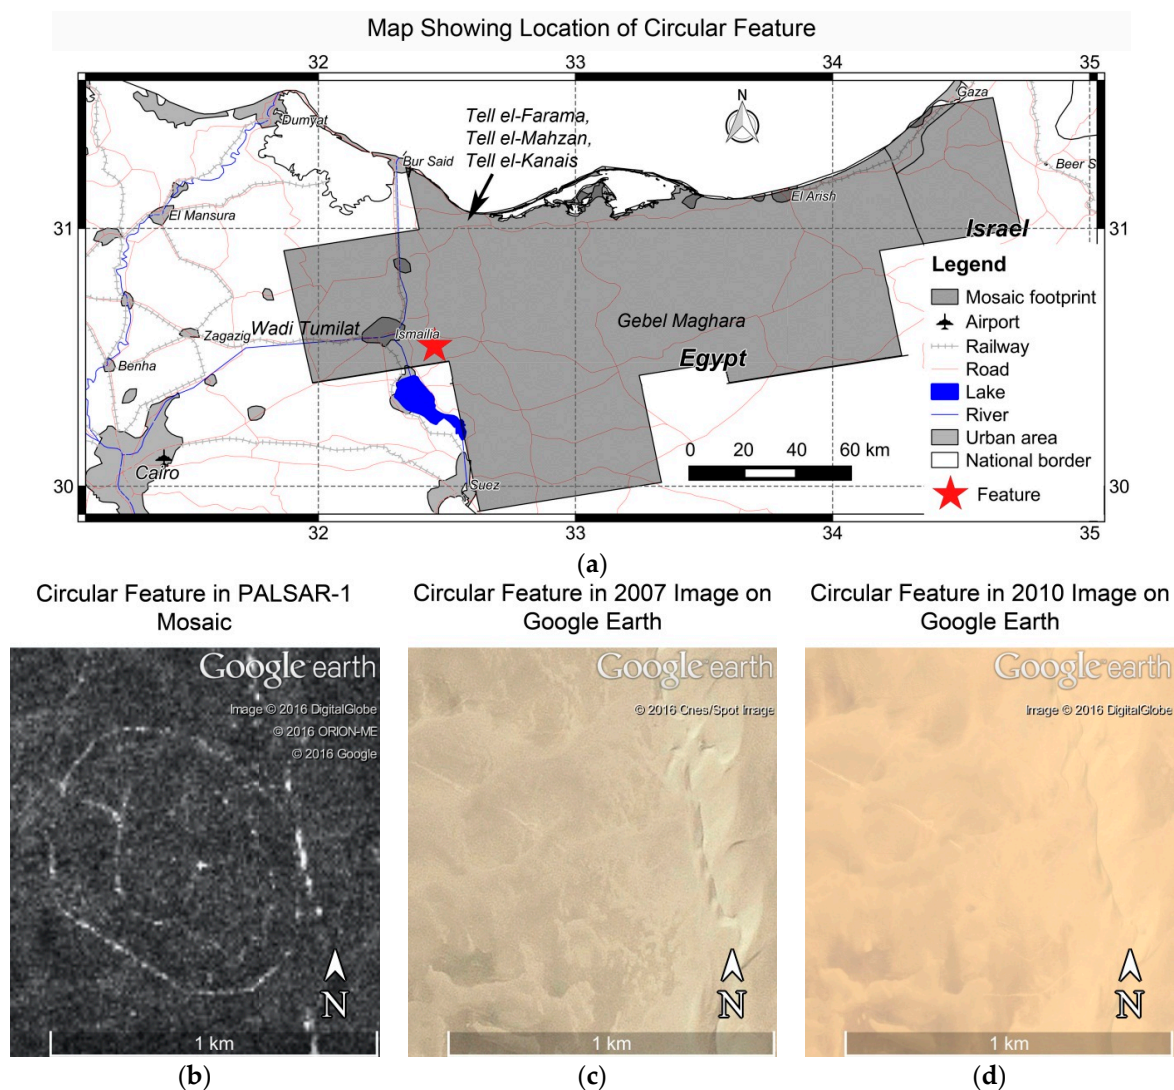 Map Showing Location of Circular Feature
32
33
34
35
N
Gaza
Dumyat
Tell el-Farama,
Tell el-Mahzan,
Tell el-Kanais
Bur Said
Beer S
El Mansura
El Arish
31
31
Israel
Legend
Mosaic footprint
Airport
Railway
Road
Lake
River
Urban area
National border
Feature
Zagazig
Wadi Tumilat
Ismailia
Gebel Maghara
Egypt
Benha
0 20 40 60 km
Cairo
Suez
30
30
32
33
34
35
(a)
Circular Feature in PALSAR-1
Mosaic
Circular Feature in 2007 Image on
Google Earth
Circular Feature in 2010 Image on
Google Earth
Google earth
Image © 2016 DigitalGlobe
© 2016 ORION-ME
© 2016 Google
N
1 km
Google earth
© 2016 Cnes/Spot Image
N
1 km
Google earth
Image © 2016 DigitalGlobe
N
1 km
(b)
(c)
(d)